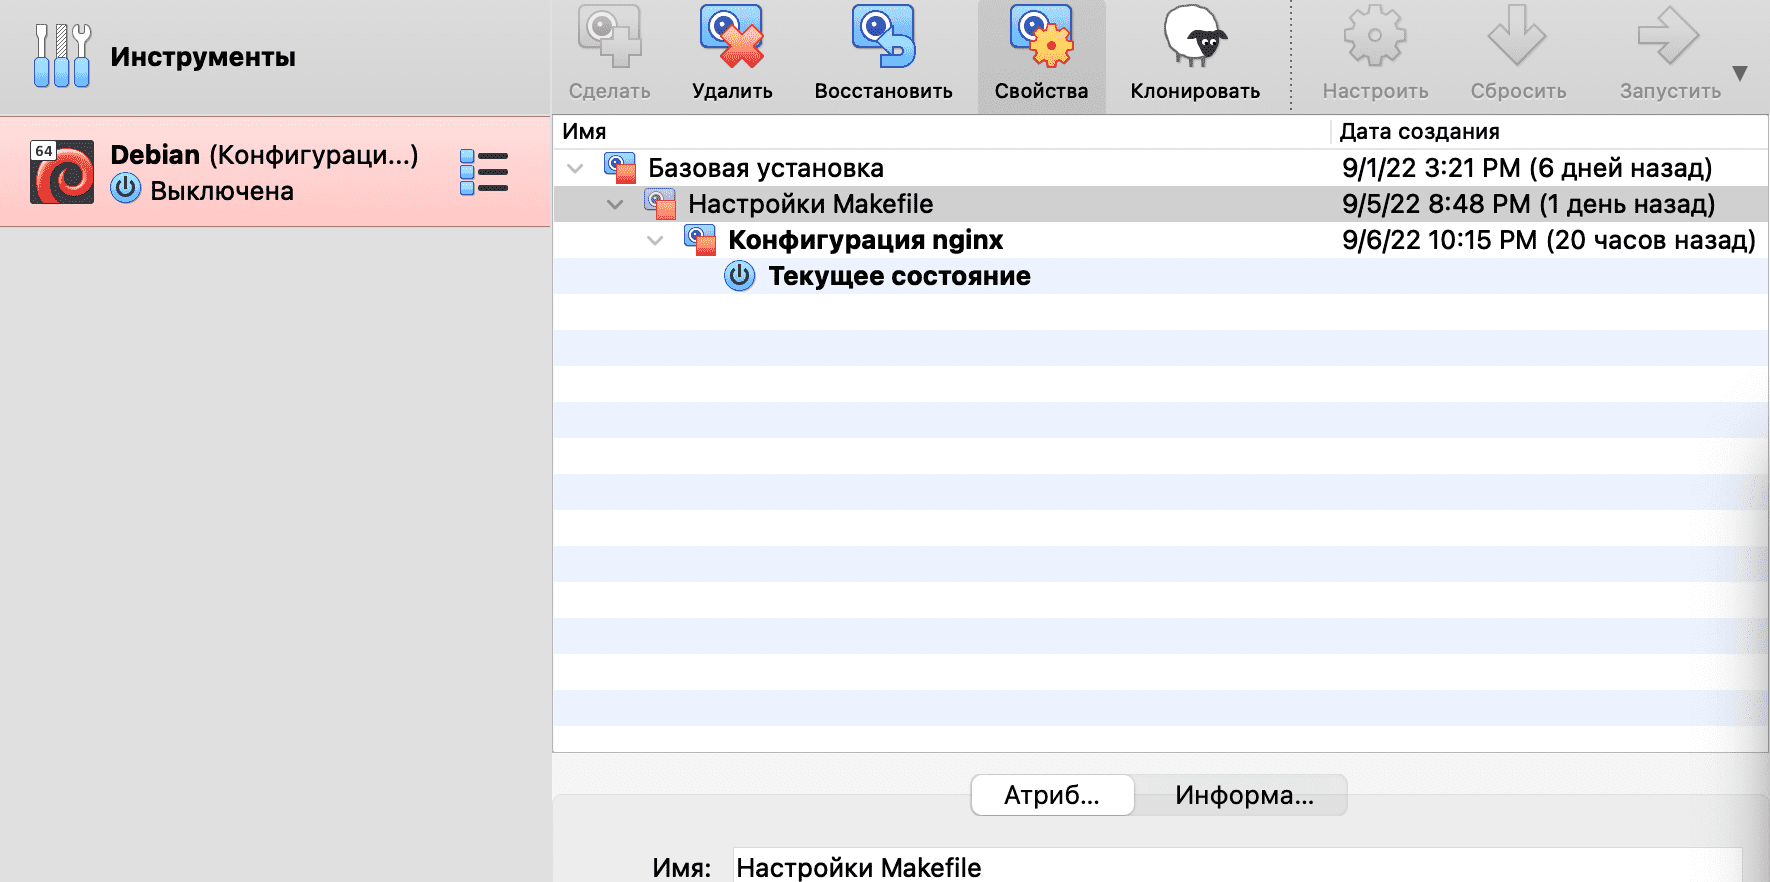 Инструменты
Сделать
Удалить
Восстановить
Свойства
Клонировать
Настроить
Сбросить
Запустить
64
Debian (Конфигураци...)
Выключена
Имя
Дата создания
Базовая установка
9/1/22 3:21 PM (6 дней назад)
Настройки Makefile
9/5/22 8:48 PM (1 день назад)
Конфигурация nginx
9/6/22 10:15 PM (20 часов назад)
Текущее состояние
Атриб...
Информа...
Имя:
Настройки Makefile